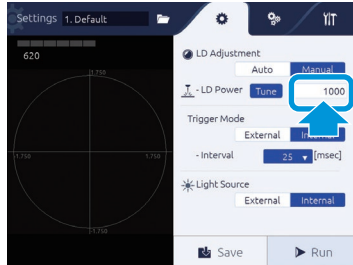 Settings 1. Default
620
LD Adjustment
Auto Manual
- LD Power Tune 1000
Trigger Mode
External Internal
- Interval 25 [msec]
Light Source
External Internal
Save Run
1.750
-1.750 1.750
-1.750